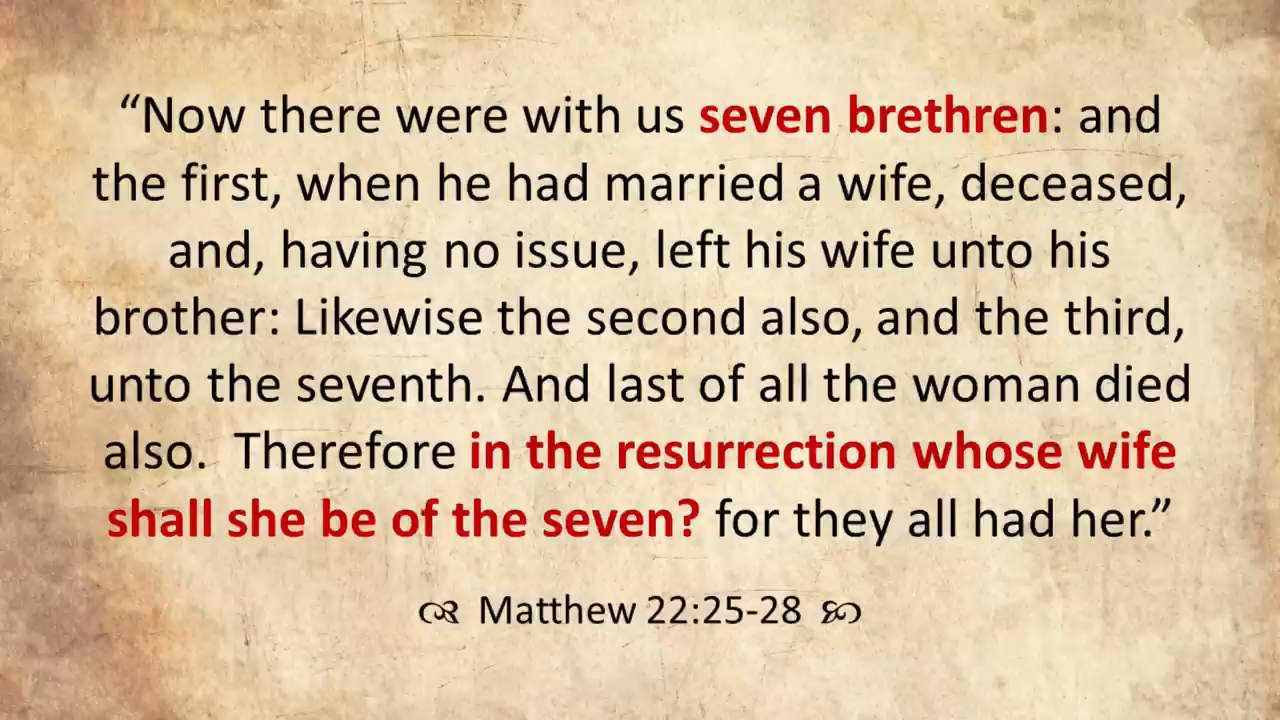 “Now there were with us seven brethren: and
the first, when he had married a wife, deceased,
and, having no issue, left his wife unto his
brother: Likewise the second also, and the third,
unto the seventh. And last of all the woman died
also.  Therefore in the resurrection whose wife
shall she be of the seven? for they all had her.”
Matthew 22:25-28